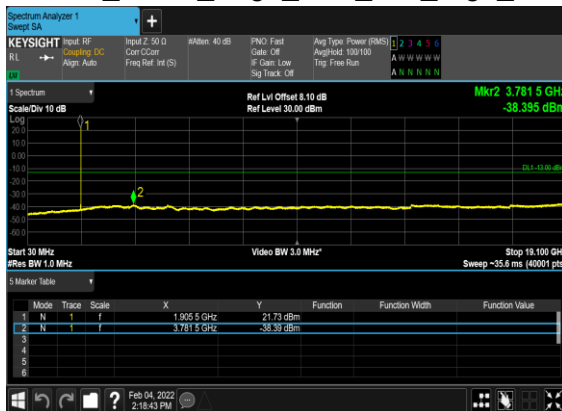 Spectrum Analyzer 1
Swept SA
+
KEYSIGHT Input: RF Input Z: 50 Ω #Atten: 40 dB PNO: Fast Avg Type: Power (RMS) 1 2 3 4 5 6
RL Coupling: DC Corr CCorr Gate: Off Avg|Hold: 100/100 A W W W W W
Align: Auto Freq Ref: Int (S) IF Gain: Low Trig: Free Run
Sig Track: Off A N N N N N
1 Spectrum Ref Lvl Offset 8.10 dB Mkr2 3.781 5 GHz
Scale/Div 10 dB Ref Level 30.00 dBm -38.395 dBm
Log
20.0
10.0
0.00
-10.0
-20.0
-30.0
-40.0
-50.0
-60.0
1
2
DL1 -13.00 dBm
Start 30 MHz Video BW 3.0 MHz* Stop 19.100 GHz
#Res BW 1.0 MHz Sweep ~35.6 ms (40001 pts)
5 Marker Table
Mode Trace Scale X Y Function Function Width Function Value
1 N 1 f 1.905 5 GHz 21.73 dBm
2 N 1 f 3.781 5 GHz -38.39 dBm
3
4
5
6
? Feb 04, 2022
2:18:43 PM